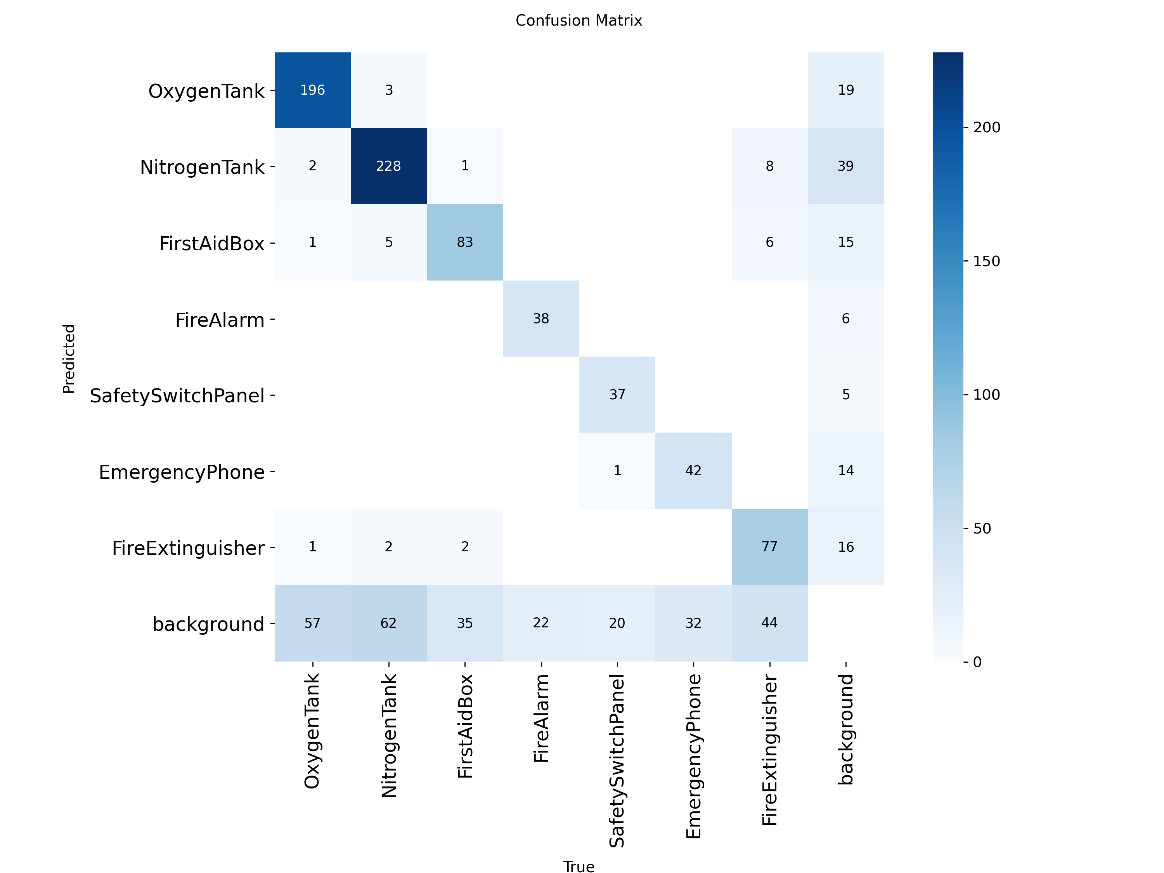 Confusion Matrix
OxygenTank 196 3 19
NitrogenTank 2 228 1 8 39
FirstAidBox 1 5 83 6 15
FireAlarm 38 6
SafetySwitchPanel 37 5
EmergencyPhone 1 42 14
FireExtinguisher 1 2 2 77 16
background 57 62 35 22 20 32 44
Predicted
OxygenTank
NitrogenTank
FirstAidBox
FireAlarm
SafetySwitchPanel
EmergencyPhone
FireExtinguisher
background
True
200
150
100
50
0